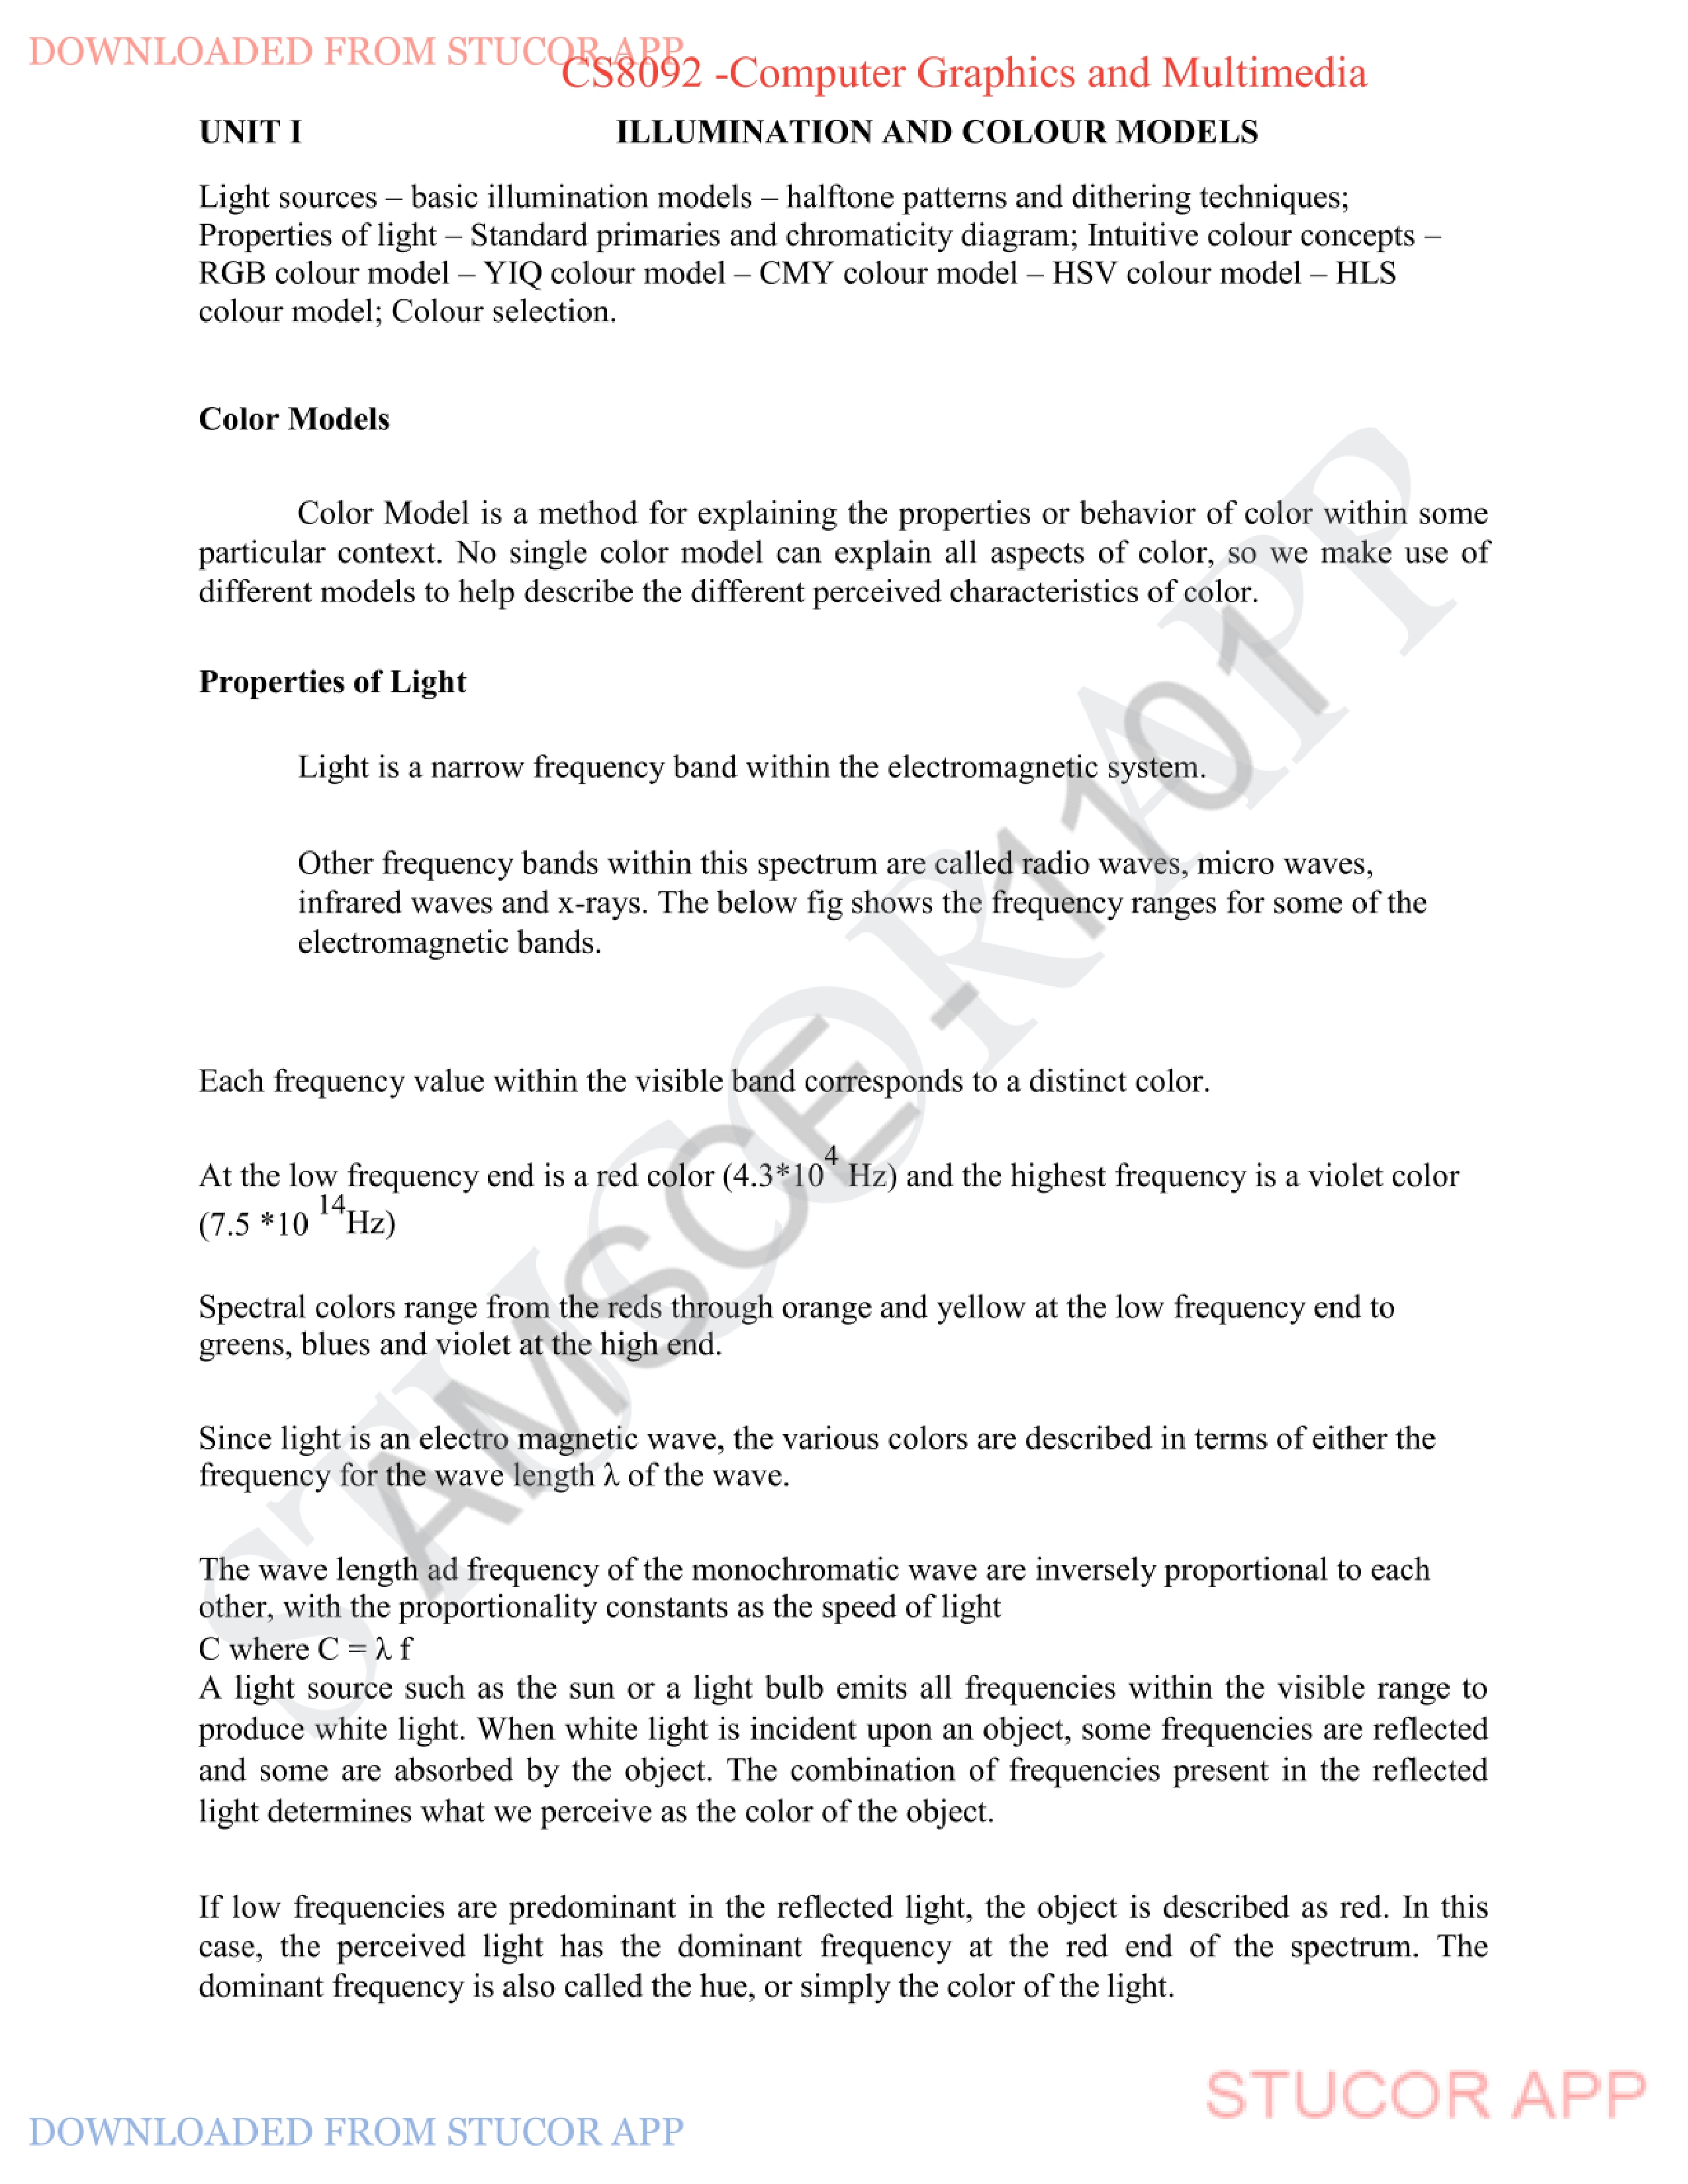 DOWNLOADED FROM STUCOR APP
CS8092 -Computer Graphics and Multimedia
UNIT I ILLUMINATION AND COLOUR MODELS
Light sources – basic illumination models – halftone patterns and dithering techniques;
Properties of light – Standard primaries and chromaticity diagram; Intuitive colour concepts –
RGB colour model – YIQ colour model – CMY colour model – HSV colour model – HLS
colour model; Colour selection.
Color Models
Color Model is a method for explaining the properties or behavior of color within some
particular context. No single color model can explain all aspects of color, so we make use of
different models to help describe the different perceived characteristics of color.
Properties of Light
Light is a narrow frequency band within the electromagnetic system.
Other frequency bands within this spectrum are called radio waves, micro waves,
infrared waves and x-rays. The below fig shows the frequency ranges for some of the
electromagnetic bands.
Each frequency value within the visible band corresponds to a distinct color.
At the low frequency end is a red color (4.3*10⁴ Hz) and the highest frequency is a violet color
(7.5 *10 ¹⁴Hz)
Spectral colors range from the reds through orange and yellow at the low frequency end to
greens, blues and violet at the high end.
Since light is an electro magnetic wave, the various colors are described in terms of either the
frequency for the wave length λ of the wave.
The wave length ad frequency of the monochromatic wave are inversely proportional to each
other, with the proportionality constants as the speed of light
C where C = λ f
A light source such as the sun or a light bulb emits all frequencies within the visible range to
produce white light. When white light is incident upon an object, some frequencies are reflected
and some are absorbed by the object. The combination of frequencies present in the reflected
light determines what we perceive as the color of the object.
If low frequencies are predominant in the reflected light, the object is described as red. In this
case, the perceived light has the dominant frequency at the red end of the spectrum. The
dominant frequency is also called the hue, or simply the color of the light.
STUCOR APP
AMSCE - 1101
STUCOR APP
DOWNLOADED FROM STUCOR APP